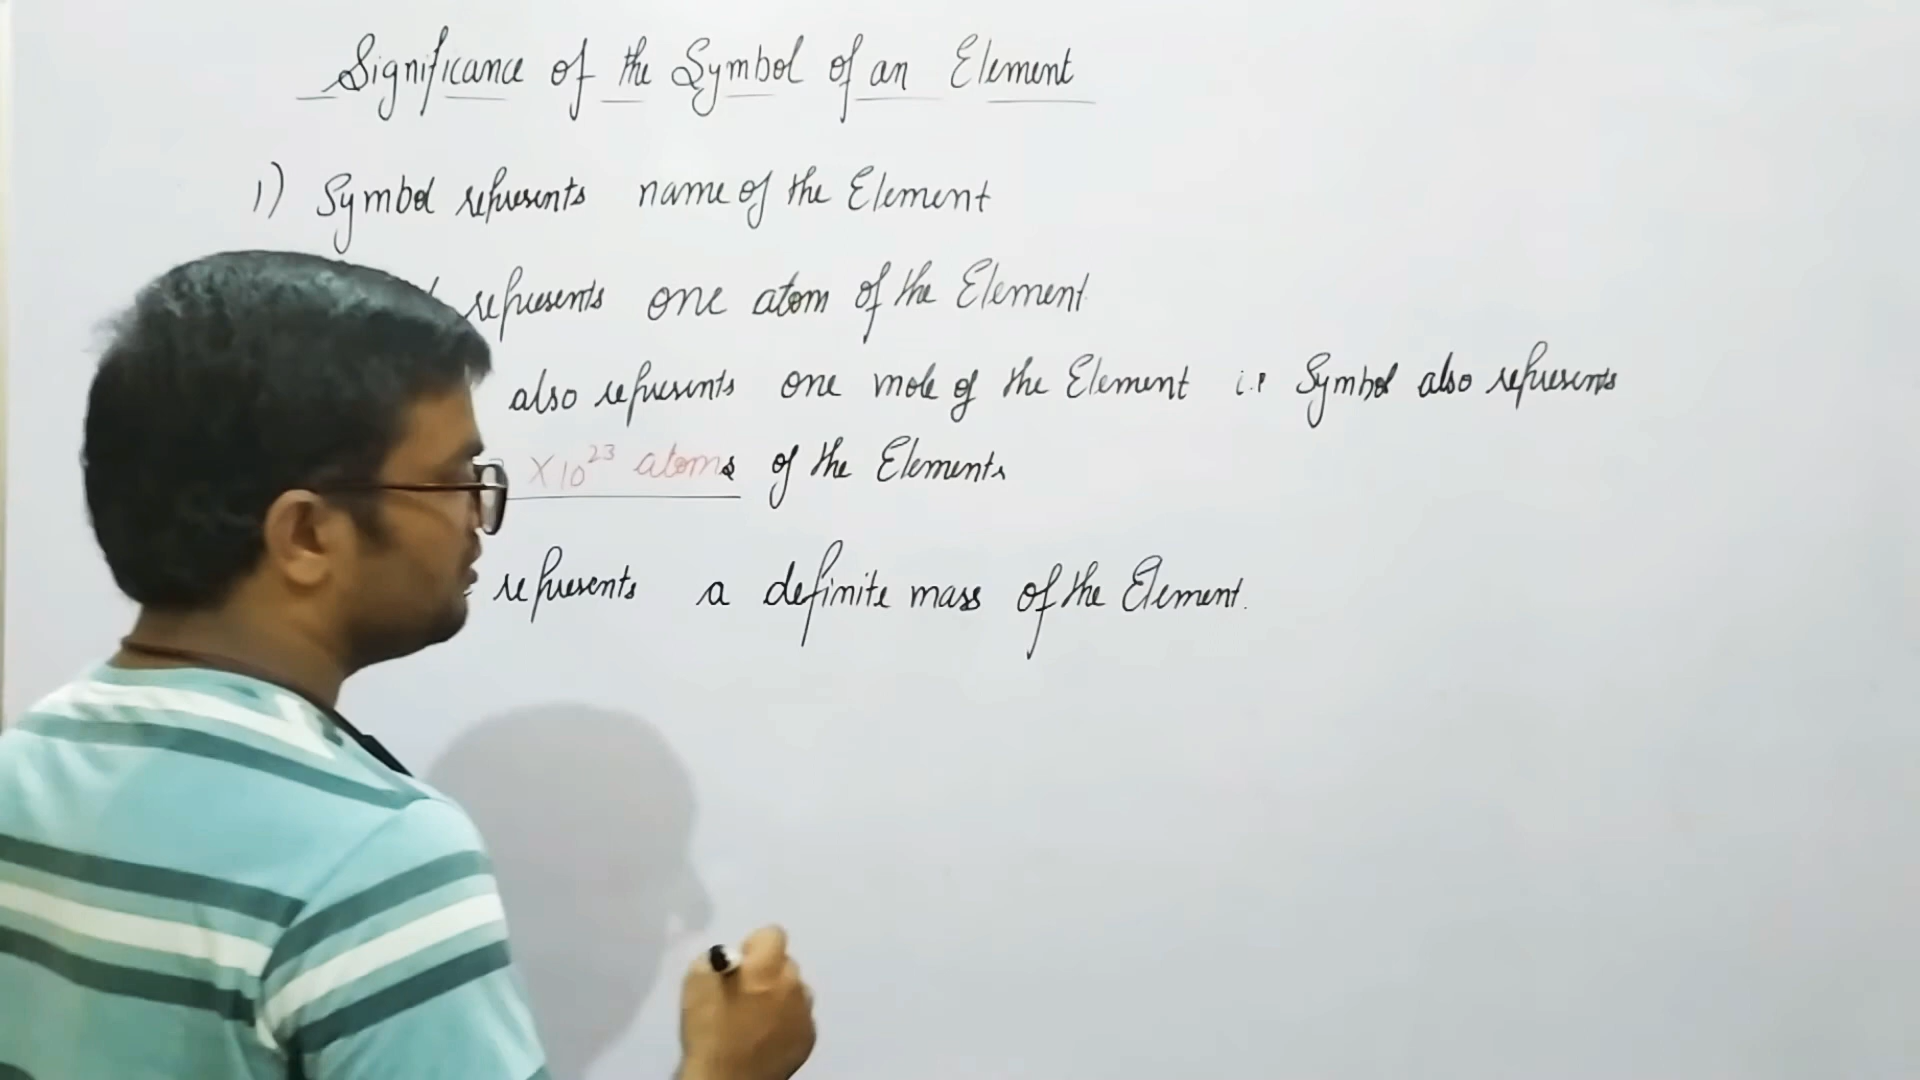 Significance of the Symbol of an Element
1) Symbol represents name of the Element
represents one atom of the Element
also represents one mole of the Element i.e Symbol also represents
×10²³ atoms of the Elements
represents a definite mass of the Element.